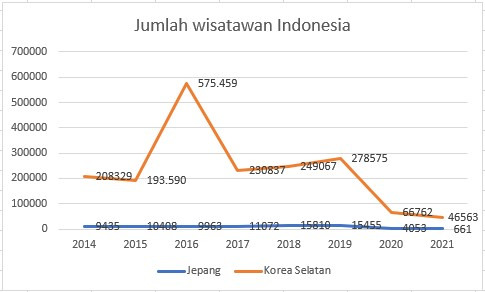 Jumlah wisatawan Indonesia
700000
600000
575.459
500000
400000
300000
278575
208329 193.590 230837 249067
200000
100000
66762 46563
9435 10408 9963 11072 15810 15455 4053 661
0
2014 2015 2016 2017 2018 2019 2020 2021
Jepang Korea Selatan